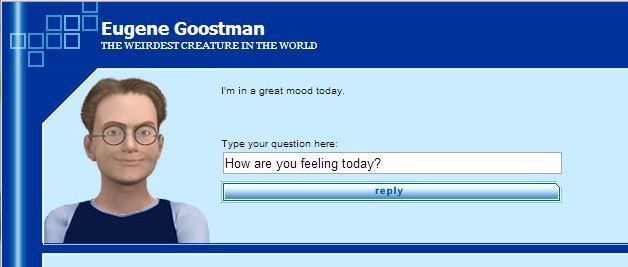 Eugene Goostman
THE WEIRDEST CREATURE IN THE WORLD
I'm in a great mood today.
Type your question here:
How are you feeling today?
reply